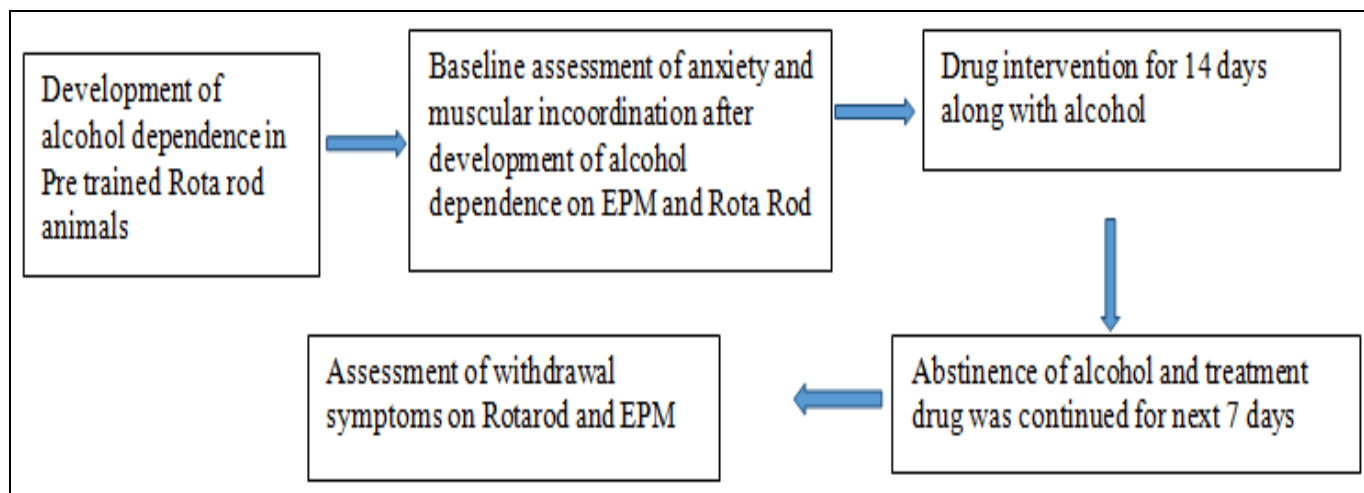 Development of
alcohol dependence in
Pre trained Rota rod
animals
Baseline assessment of anxiety and
muscular incoordination after
development of alcohol
dependence on EPM and Rota Rod
Drug intervention for 14 days
along with alcohol
Abstinence of alcohol and treatment
drug was continued for next 7 days
Assessment of withdrawal
symptoms on Rotarod and EPM